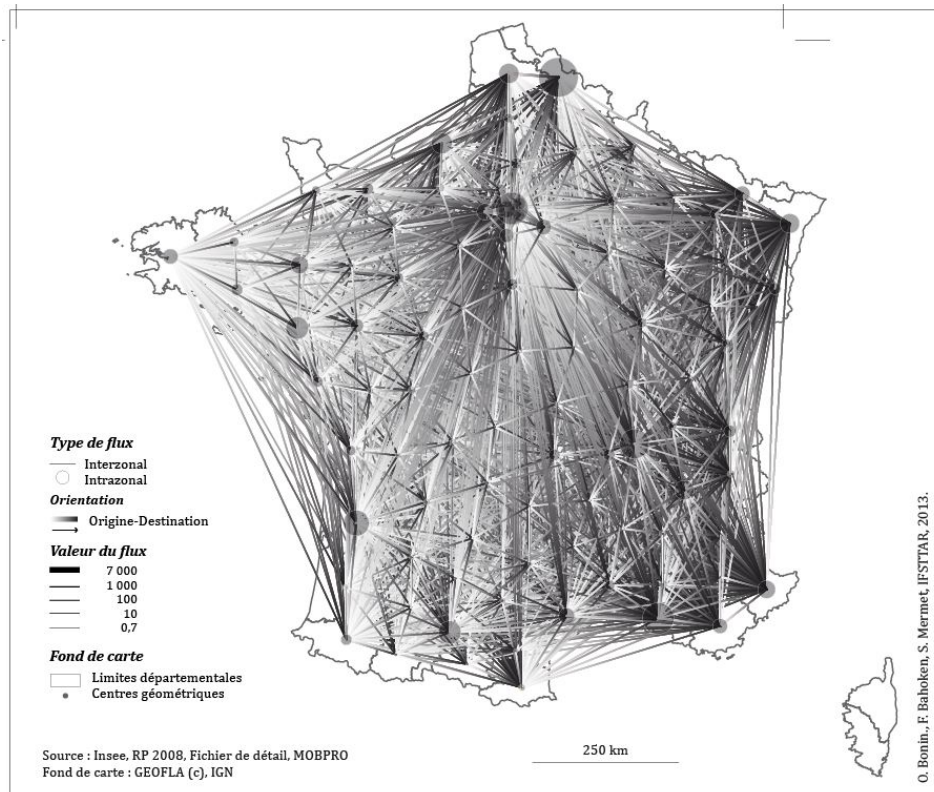 Type de flux
Interzonal
Intrazonal
Orientation
Origine-Destination
Valeur du flux
7 000
1 000
100
10
0,7
Fond de carte
Limites départementales
Centres géométriques
Source : Insee, RP 2008, Fichier de détail, MOBPRO
Fond de carte : GEOFLA (c), IGN
250 km
O. Bonin., F. Bahoken, S. Mermet, IFSTTAR, 2013.